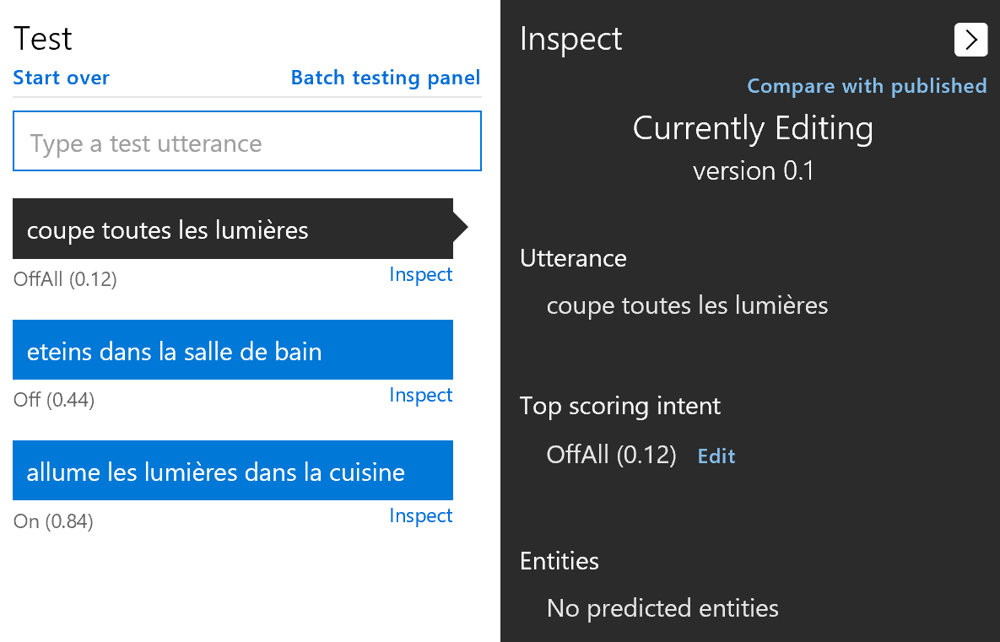 Test
Start over
Batch testing panel
Type a test utterance
coupe toutes les lumières
OffAll (0.12)
Inspect
eteins dans la salle de bain
Off (0.44)
Inspect
allume les lumières dans la cuisine
On (0.84)
Inspect
Inspect
Compare with published
Currently Editing
version 0.1
Utterance
coupe toutes les lumières
Top scoring intent
OffAll (0.12) Edit
Entities
No predicted entities